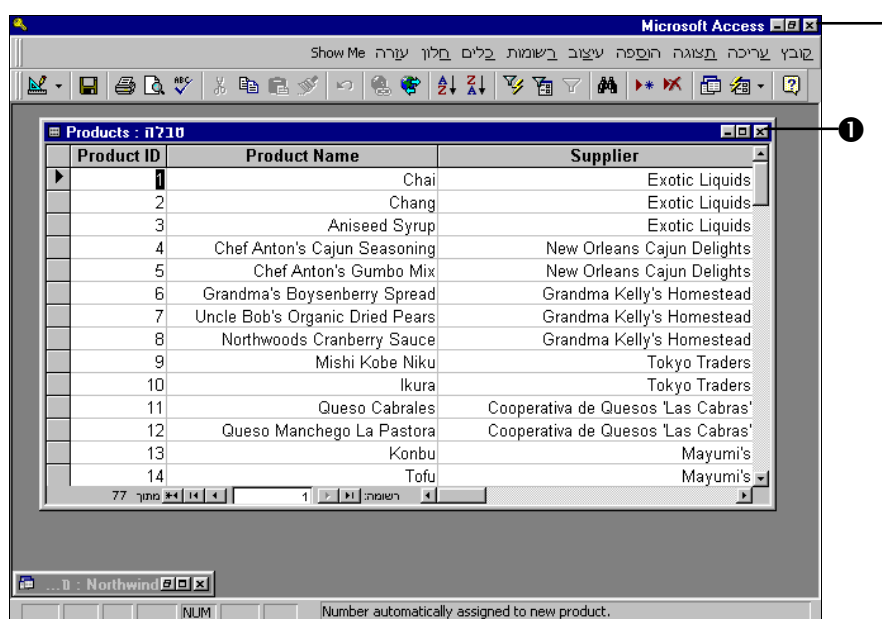 Microsoft Access
קובץ עריכה תצוגה הוספה עיצוב רשומות כלים חלון עזרה Show Me
❶
Products : טבלה
Product ID Product Name Supplier
1 Chai Exotic Liquids
2 Chang Exotic Liquids
3 Aniseed Syrup Exotic Liquids
4 Chef Anton's Cajun Seasoning New Orleans Cajun Delights
5 Chef Anton's Gumbo Mix New Orleans Cajun Delights
6 Grandma's Boysenberry Spread Grandma Kelly's Homestead
7 Uncle Bob's Organic Dried Pears Grandma Kelly's Homestead
8 Northwoods Cranberry Sauce Grandma Kelly's Homestead
9 Mishi Kobe Niku Tokyo Traders
10 Ikura Tokyo Traders
11 Queso Cabrales Cooperativa de Quesos 'Las Cabras'
12 Queso Manchego La Pastora Cooperativa de Quesos 'Las Cabras'
13 Konbu Mayumi's
14 Tofu Mayumi's
רשומה: 1 מתוך 77
Northwind :
NUM Number automatically assigned to new product.